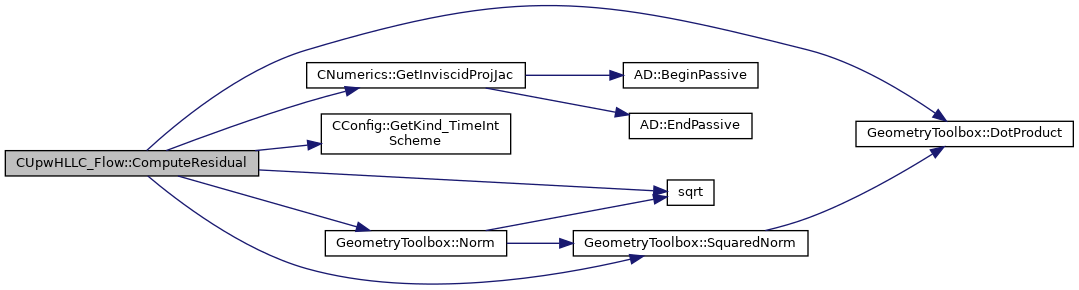 CUpwHLLC_Flow::ComputeResidual
CNumerics::GetInviscidProjJac
CConfig::GetKind_TimeInt
Scheme
GeometryToolbox::Norm
AD::BeginPassive
AD::EndPassive
sqrt
GeometryToolbox::SquaredNorm
GeometryToolbox::DotProduct